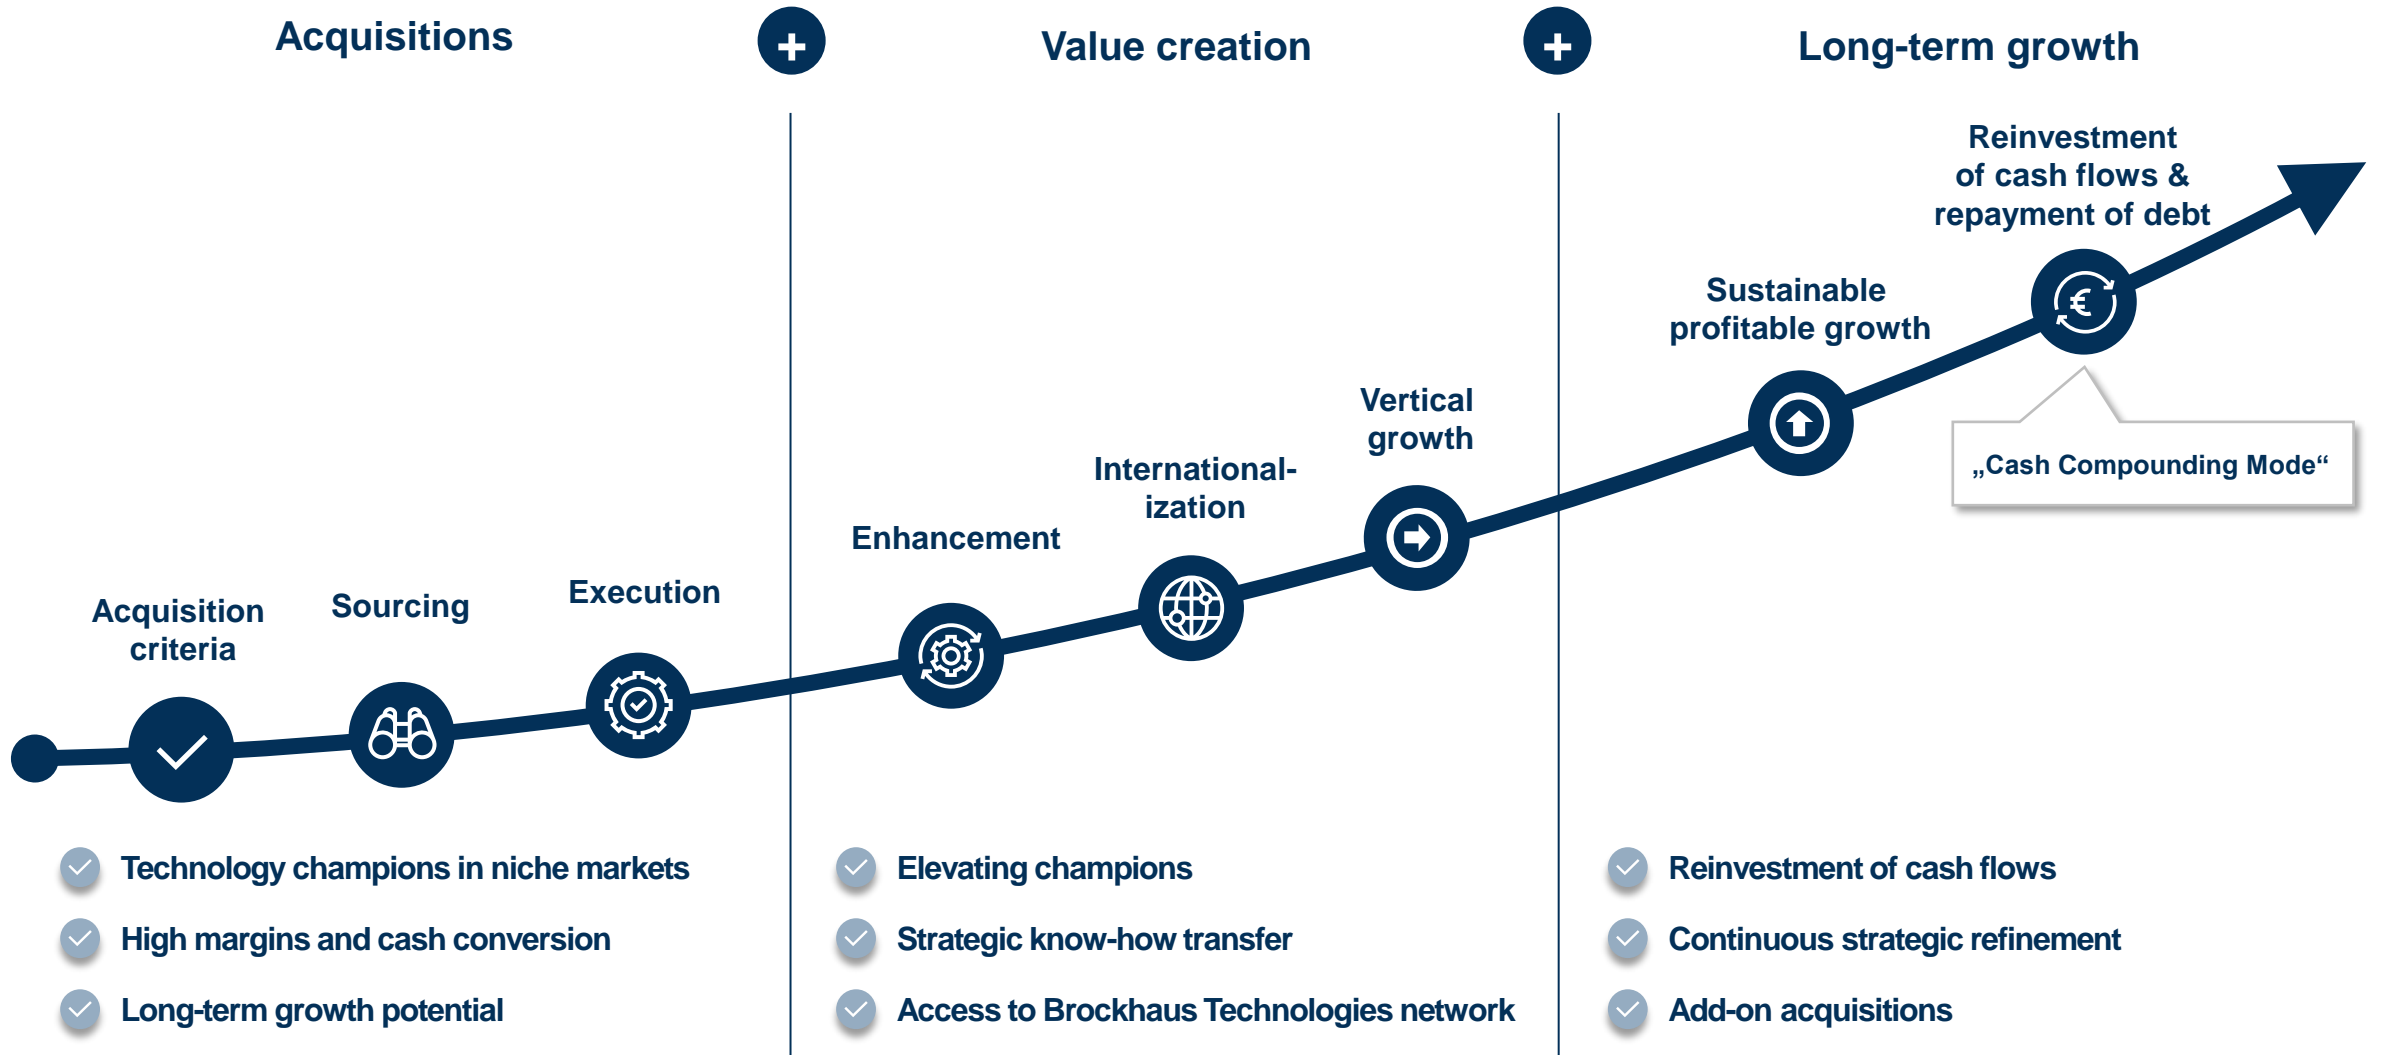 Acquisitions
+
Value creation
+
Long-term growth
Acquisition
criteria
Sourcing
Execution
Enhancement
International-
ization
Vertical
growth
Sustainable
profitable growth
Reinvestment
of cash flows &
repayment of debt
€
„Cash Compounding Mode“
Technology champions in niche markets
High margins and cash conversion
Long-term growth potential
Elevating champions
Strategic know-how transfer
Access to Brockhaus Technologies network
Reinvestment of cash flows
Continuous strategic refinement
Add-on acquisitions